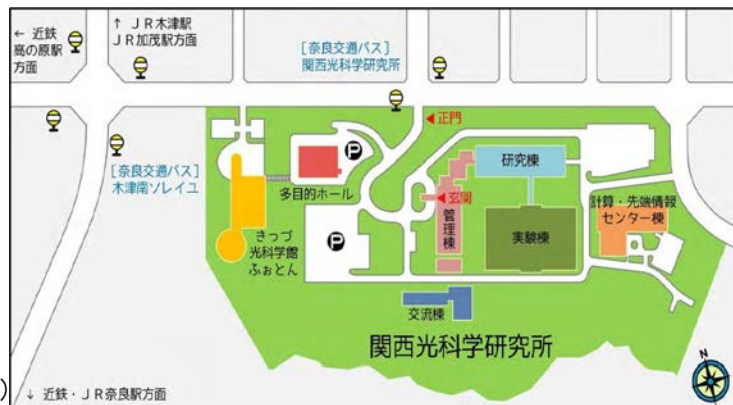 ← 近鉄
高の原駅
方面
↑ JR木津駅
JR加茂駅方面
[奈良交通バス]
関西光科学研究所
◀正門
[奈良交通バス]
木津南ソレイユ
多目的ホール
P
研究棟
◀玄関
管理棟
実験棟
計算・先端情報
センター棟
きっづ
光科学館
ふぉとん
P
交流棟
関西光科学研究所
N
)
↓ 近鉄・JR奈良駅方面